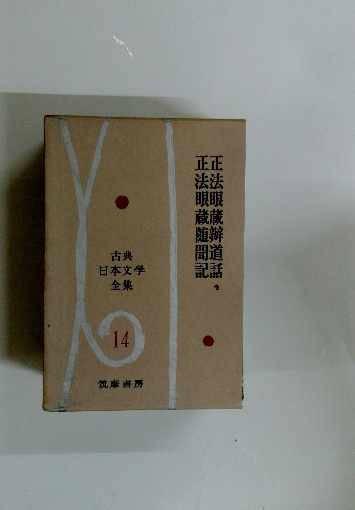 正法眼蔵辯道話・他
正法眼蔵随聞記
古典
日本文学
全集
14
筑摩書房